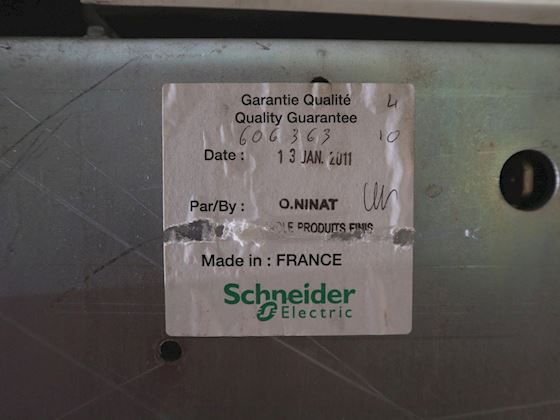 Garantie Qualité 4
Quality Guarantee
606363 10
Date : 13 JAN. 2011
Par/By : O.NINAT
PRODUITS FINIS
Made in : FRANCE
Schneider
Electric